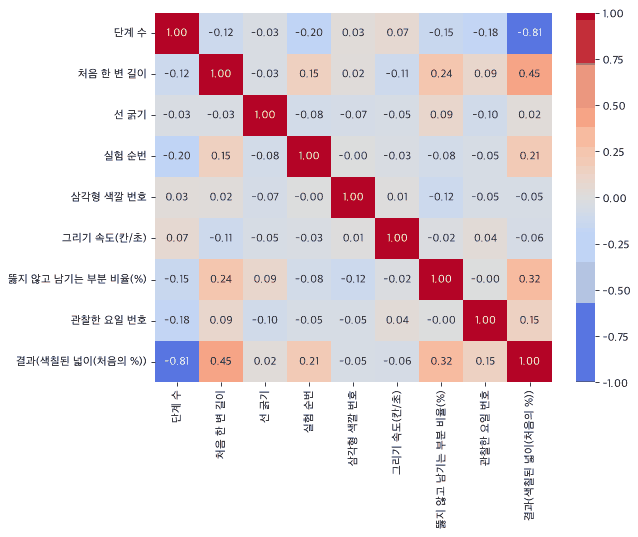 단계 수 1.00 -0.12 -0.03 -0.20 0.03 0.07 -0.15 -0.18 -0.81
처음 한 변 길이 -0.12 1.00 -0.03 0.15 0.02 -0.11 0.24 0.09 0.45
선 굵기 -0.03 -0.03 1.00 -0.08 -0.07 -0.05 0.09 -0.10 0.02
실험 순번 -0.20 0.15 -0.08 1.00 -0.00 -0.03 -0.08 -0.05 0.21
삼각형 색깔 번호 0.03 0.02 -0.07 -0.00 1.00 0.01 -0.12 -0.05 -0.05
그리기 속도(칸/초) 0.07 -0.11 -0.05 -0.03 0.01 1.00 -0.02 0.04 -0.06
뚫지 않고 남기는 부분 비율(%) -0.15 0.24 0.09 -0.08 -0.12 -0.02 1.00 -0.00 0.32
관찰한 요일 번호 -0.18 0.09 -0.10 -0.05 -0.05 0.04 -0.00 1.00 0.15
결과(색칠된 넓이(처음의 %)) -0.81 0.45 0.02 0.21 -0.05 -0.06 0.32 0.15 1.00
단계 수
처음 한 변 길이
선 굵기
실험 순번
삼각형 색깔 번호
그리기 속도(칸/초)
뚫지 않고 남기는 부분 비율(%)
관찰한 요일 번호
결과(색칠된 넓이(처음의 %))
1.00
0.75
0.50
0.25
0.00
-0.25
-0.50
-0.75
-1.00